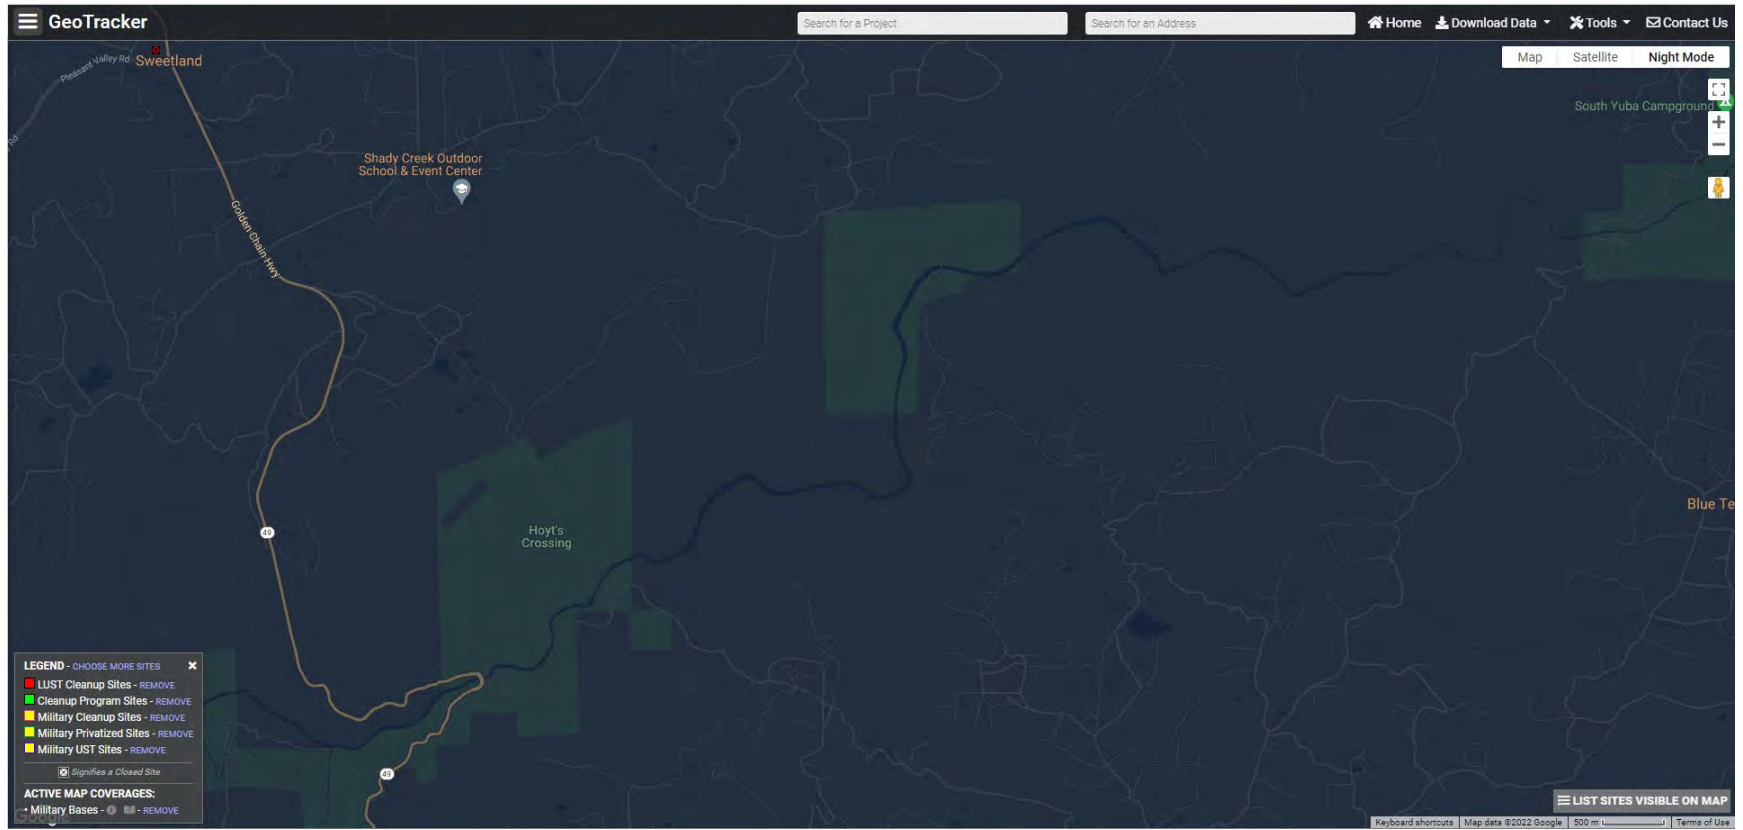 GeoTracker
Search for a Project
Search for an Address
Home
Download Data
Tools
Contact Us
Map
Satellite
Night Mode
Pleasant Valley Rd
Sweetland
South Yuba Campground
Rd
Shady Creek Outdoor
School & Event Center
Golden Chain Hwy
Blue Te
49
Hoyt's
Crossing
49
LEGEND - CHOOSE MORE SITES
LUST Cleanup Sites - REMOVE
Cleanup Program Sites - REMOVE
Military Cleanup Sites - REMOVE
Military Privatized Sites - REMOVE
Military UST Sites - REMOVE
Signifies a Closed Site
ACTIVE MAP COVERAGES:
• Military Bases - - REMOVE
Google
LIST SITES VISIBLE ON MAP
Keyboard shortcuts
Map data ©2022 Google
500 m
Terms of Use